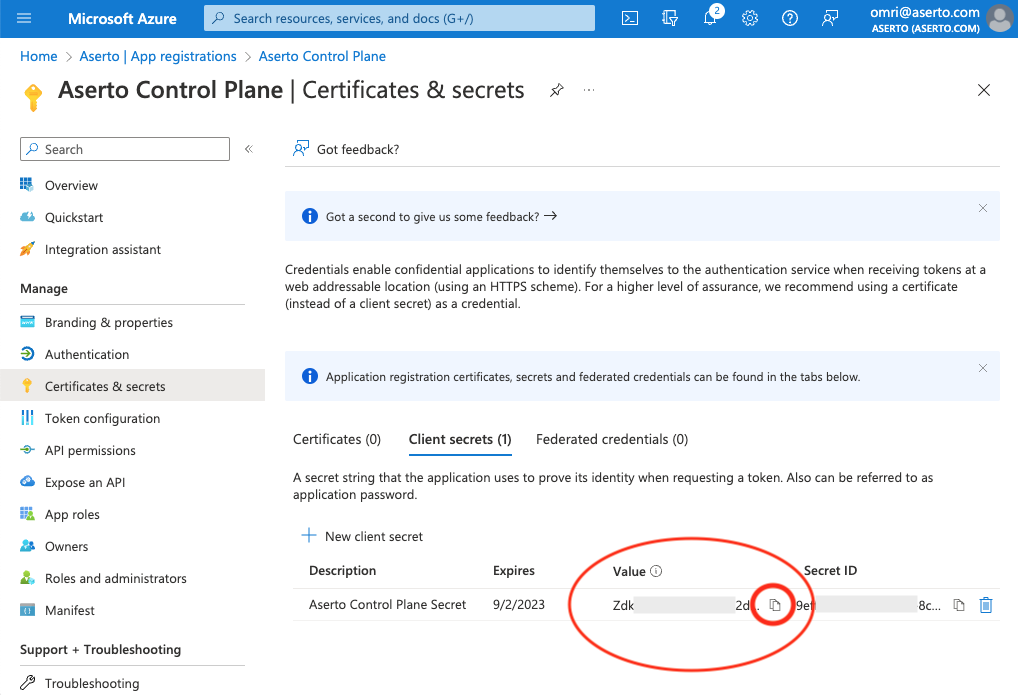 Microsoft Azure
Search resources, services, and docs (G+/)
2
omri@aserto.com
ASERTO (ASERTO.COM)
Home > Aserto | App registrations > Aserto Control Plane
Aserto Control Plane | Certificates & secrets
Search
«
Got feedback?
Overview
Quickstart
Integration assistant
Manage
Branding & properties
Authentication
Certificates & secrets
Token configuration
API permissions
Expose an API
App roles
Owners
Roles and administrators
Manifest
Support + Troubleshooting
Troubleshooting
Got a second to give us some feedback? →
Credentials enable confidential applications to identify themselves to the authentication service when receiving tokens at a
web addressable location (using an HTTPS scheme). For a higher level of assurance, we recommend using a certificate
(instead of a client secret) as a credential.
Application registration certificates, secrets and federated credentials can be found in the tabs below.
Certificates (0) Client secrets (1) Federated credentials (0)
A secret string that the application uses to prove its identity when requesting a token. Also can be referred to as
application password.
New client secret
Description Expires Value Secret ID
Aserto Control Plane Secret 9/2/2023 Zdk 8c...